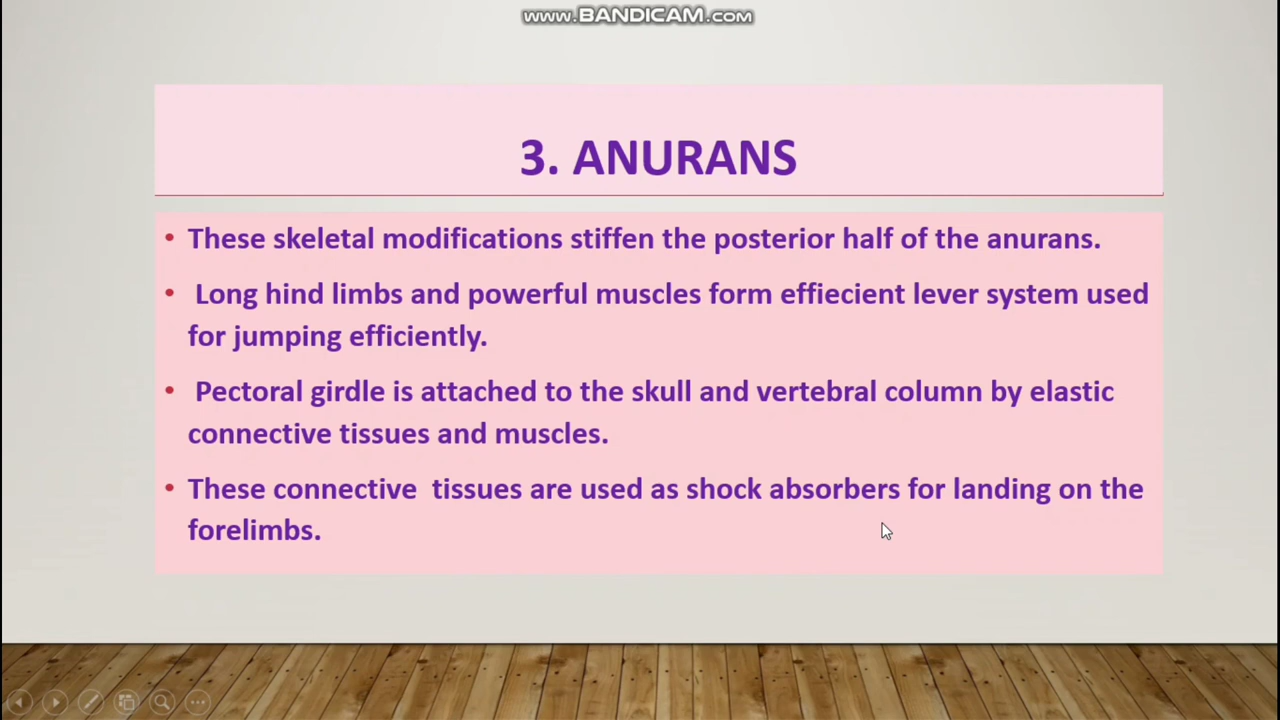 www.BANDICAM.com
3. ANURANS
• These skeletal modifications stiffen the posterior half of the anurans.
• Long hind limbs and powerful muscles form effiecient lever system used
for jumping efficiently.
• Pectoral girdle is attached to the skull and vertebral column by elastic
connective tissues and muscles.
• These connective tissues are used as shock absorbers for landing on the
forelimbs.